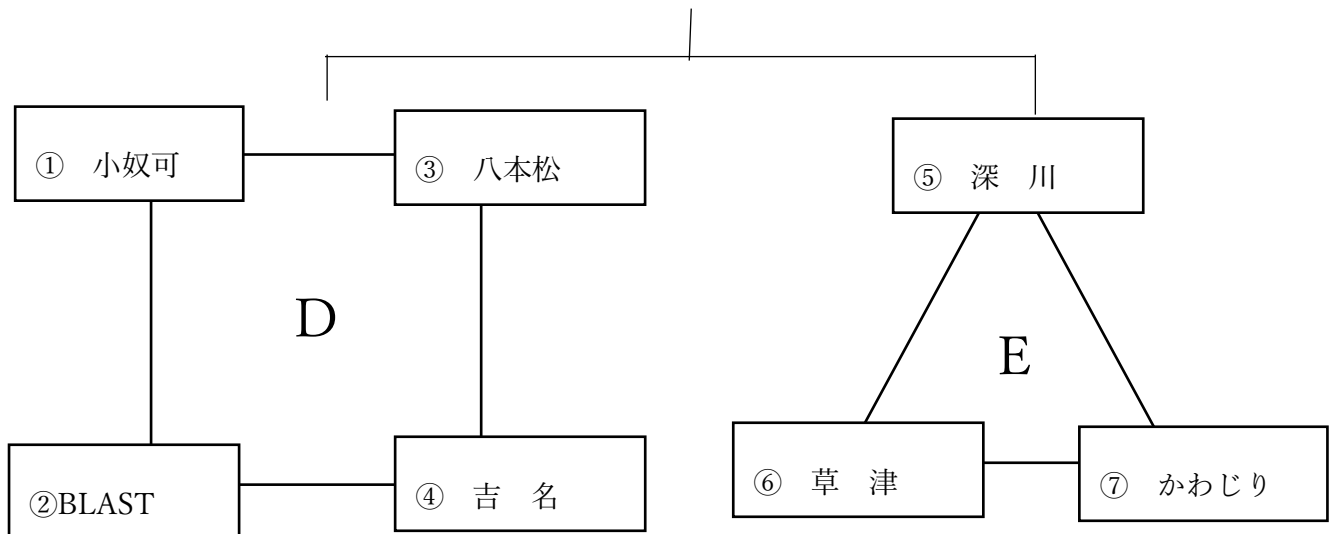 ① 小奴可
③ 八本松
⑤ 深 川
D
E
②BLAST
④ 吉 名
⑥ 草 津
⑦ かわじり